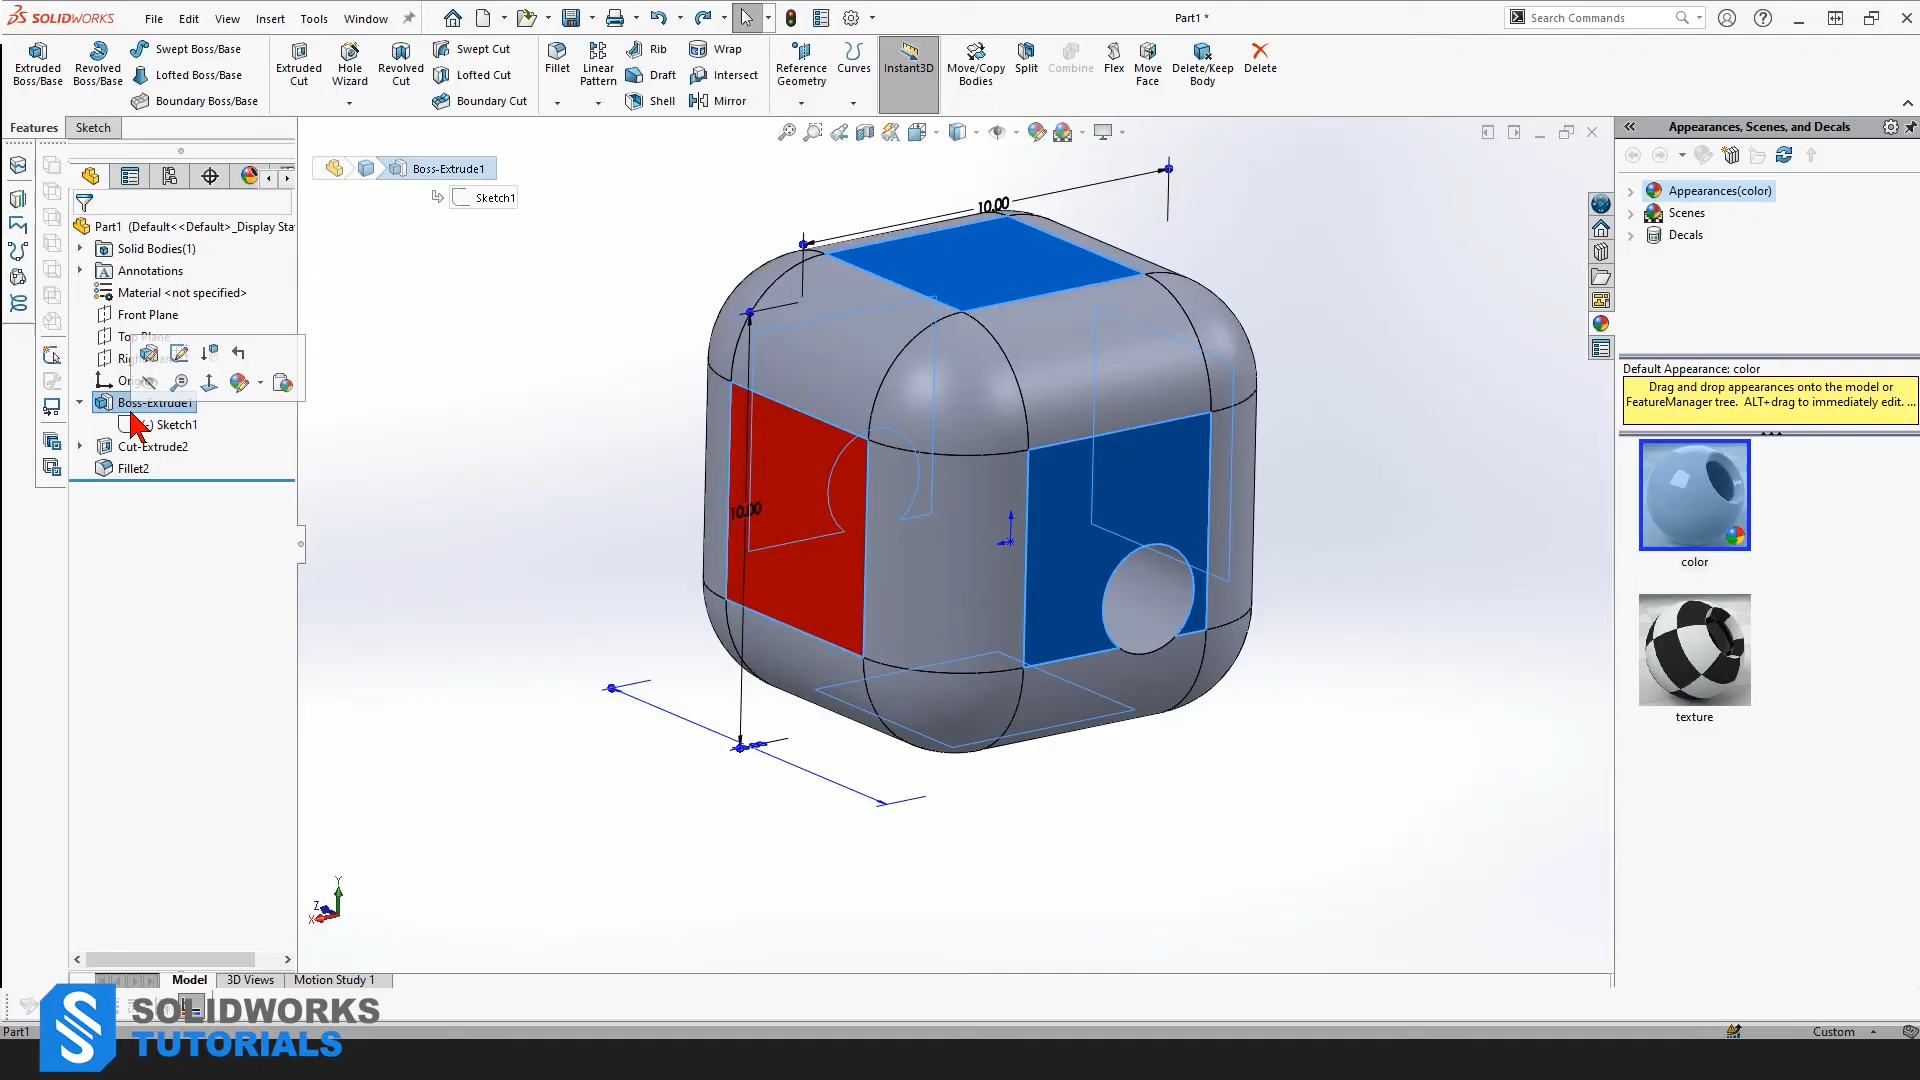 SOLIDWORKS
File
Edit
View
Insert
Tools
Window
Part1 *
Search Commands
Extruded Boss/Base
Revolved Boss/Base
Swept Boss/Base
Lofted Boss/Base
Boundary Boss/Base
Extruded Cut
Hole Wizard
Revolved Cut
Swept Cut
Lofted Cut
Boundary Cut
Fillet
Linear Pattern
Rib
Draft
Shell
Wrap
Intersect
Mirror
Reference Geometry
Curves
Instant3D
Move/Copy Bodies
Split
Combine
Flex
Move Face
Delete/Keep Body
Delete
Features
Sketch
Part1 (Default<<Default>_Display Sta
Solid Bodies(1)
Annotations
Material <not specified>
Front Plane
Boss-Extrude1
Sketch1
Cut-Extrude2
Fillet2
Boss-Extrude1
Sketch1
10.00
10.00
Y
Z
X
Appearances, Scenes, and Decals
Appearances(color)
Scenes
Decals
Default Appearance: color
Drag and drop appearances onto the model or
FeatureManager tree. ALT+drag to immediately edit. ...
color
texture
Model
3D Views
Motion Study 1
SOLIDWORKS
TUTORIALS
Part1
Custom